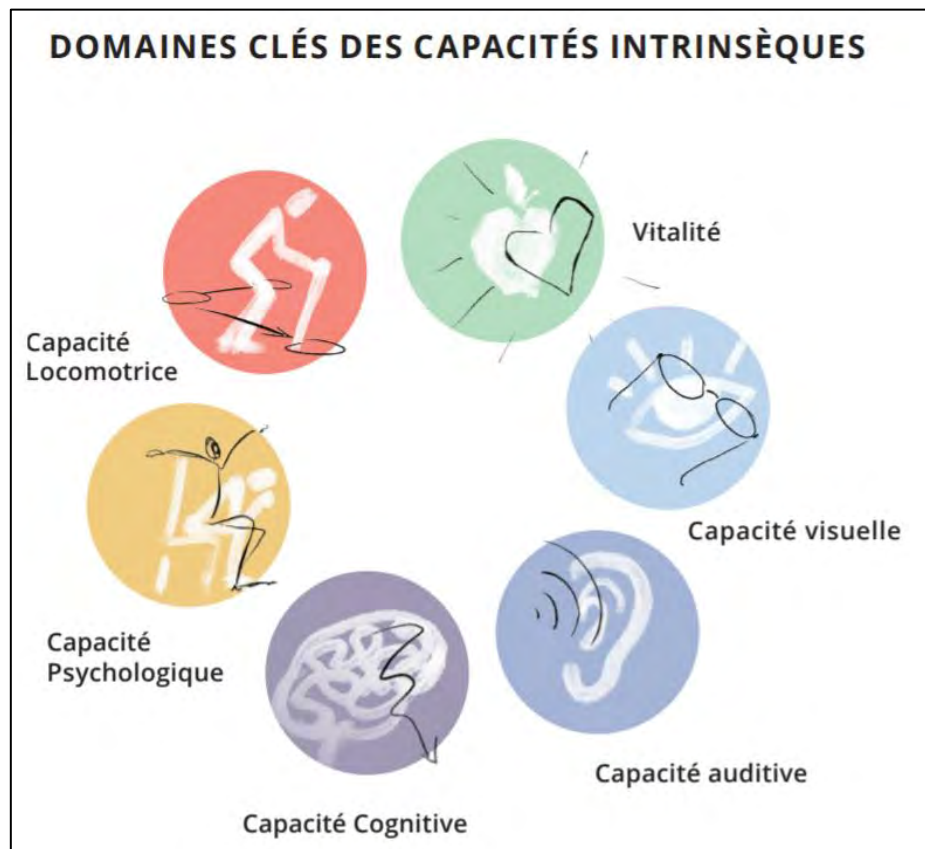 DOMAINES CLÉS DES CAPACITÉS INTRINSÈQUES
Vitalité
Capacité
Locomotrice
Capacité visuelle
Capacité
Psychologique
Capacité auditive
Capacité Cognitive